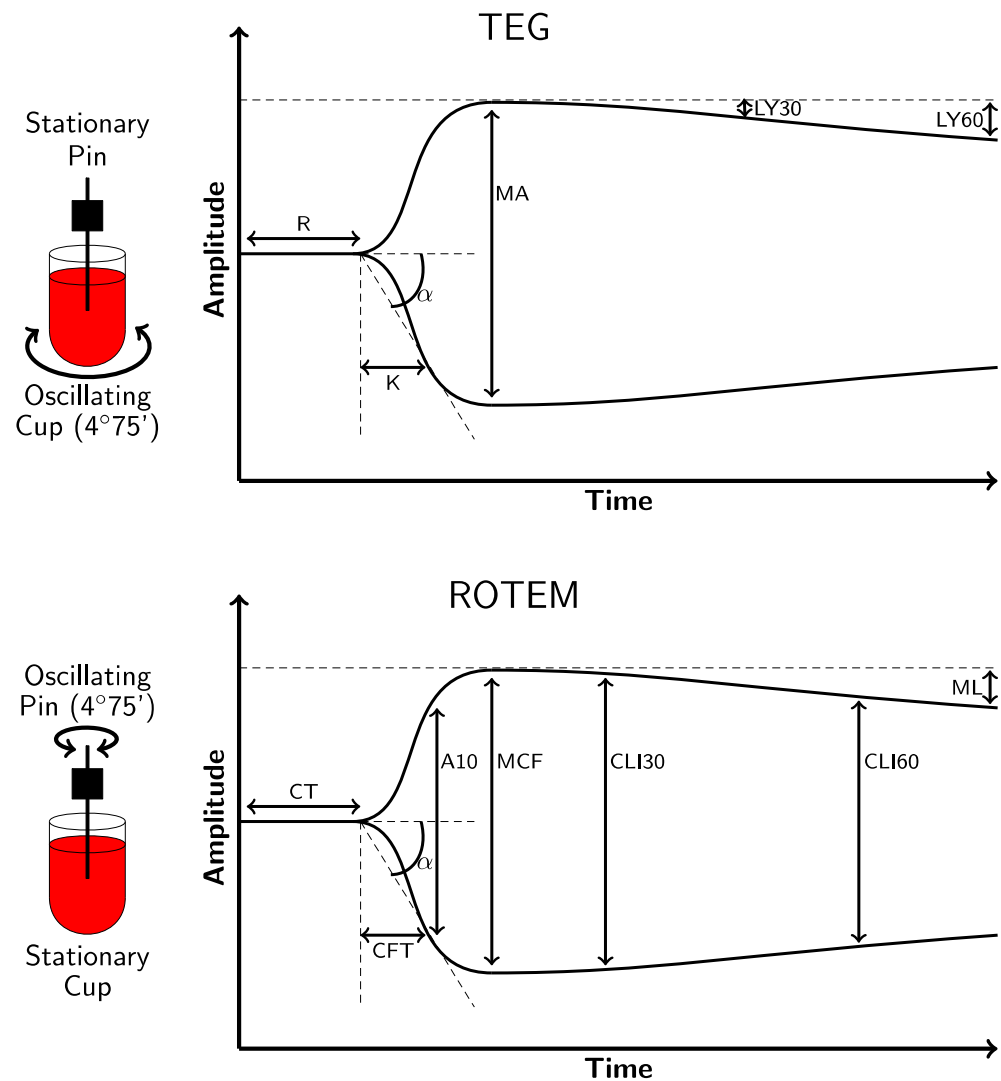 TEG
Stationary
Pin
Oscillating
Cup (4°75')
Amplitude
R
α
K
MA
LY30
LY60
Time
ROTEM
Oscillating
Pin (4°75')
Stationary
Cup
Amplitude
CT
α
CFT
A10
MCF
CLI30
CLI60
ML
Time